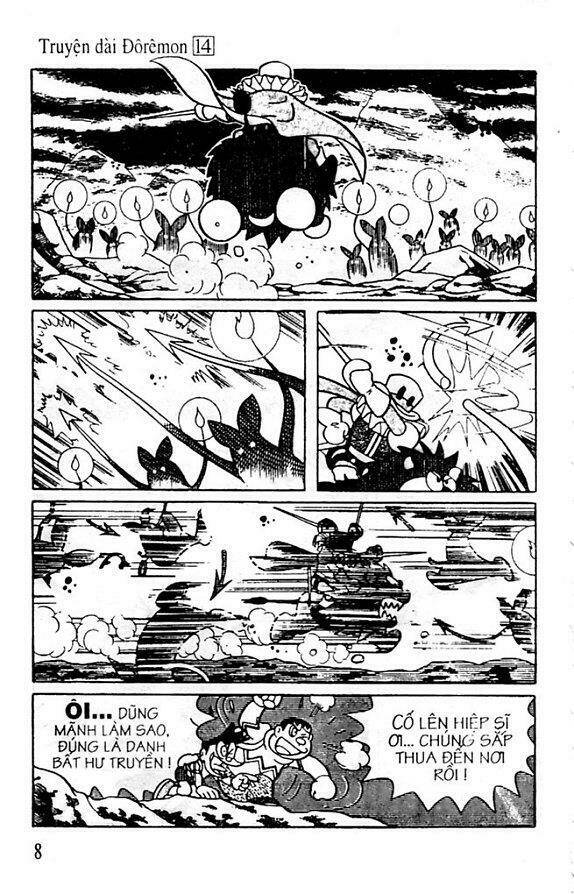 Truyện dài Đôrêmon 14
ÔI... DŨNG
MÃNH LÀM SAO,
ĐÚNG LÀ DANH
BẤT HƯ TRUYỀN !
CỐ LÊN HIỆP SĨ
ƠI... CHÚNG SẮP
THUA ĐẾN NƠI
RỒI !
8